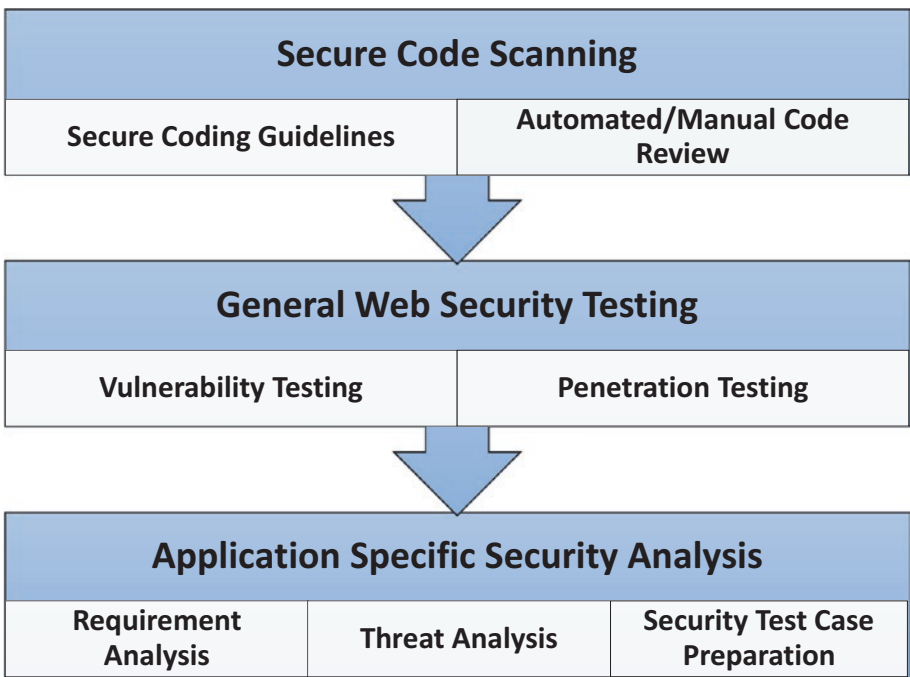 Secure Code Scanning
Secure Coding Guidelines
Automated/Manual Code
Review
General Web Security Testing
Vulnerability Testing
Penetration Testing
Application Specific Security Analysis
Requirement
Analysis
Threat Analysis
Security Test Case
Preparation